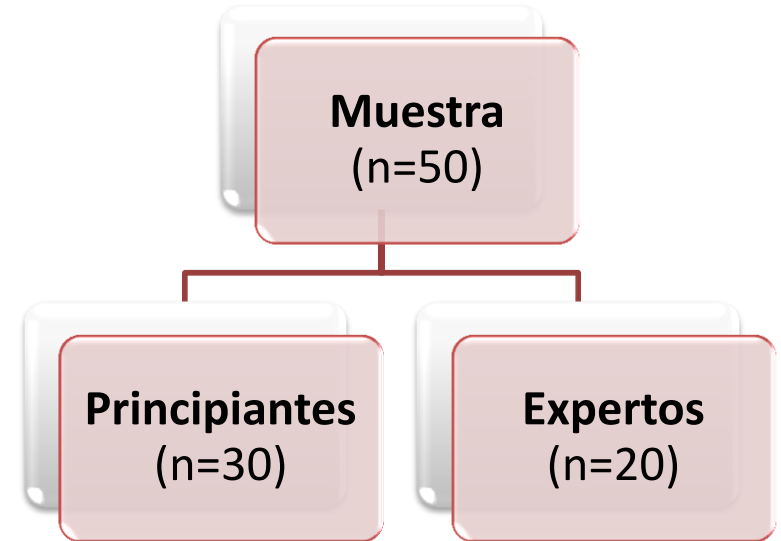 Muestra
(n=50)
Principiantes
(n=30)
Expertos
(n=20)